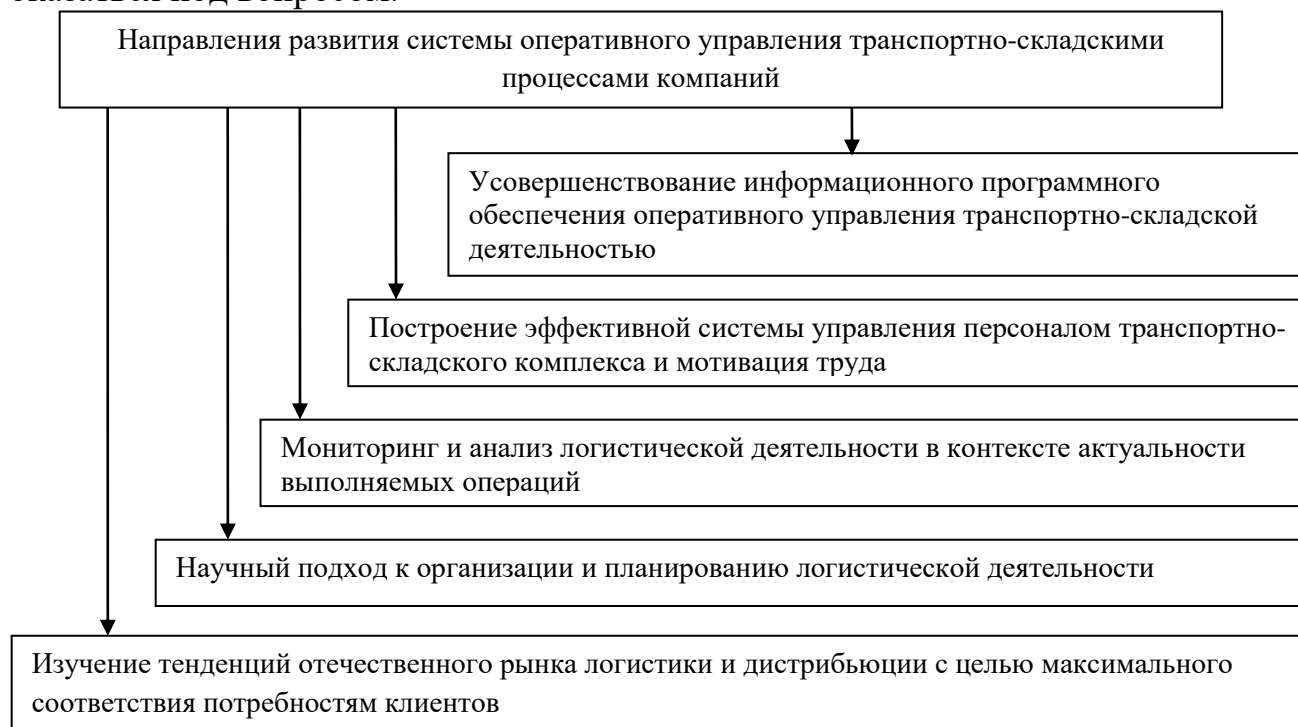 Направления развития системы оперативного управления транспортно-складскими
процессами компаний
Усовершенствование информационного программного
обеспечения оперативного управления транспортно-складской
деятельностью
Построение эффективной системы управления персоналом транспортно-
складского комплекса и мотивация труда
Мониторинг и анализ логистической деятельности в контексте актуальности
выполняемых операций
Научный подход к организации и планированию логистической деятельности
Изучение тенденций отечественного рынка логистики и дистрибьюции с целью максимального
соответствия потребностям клиентов